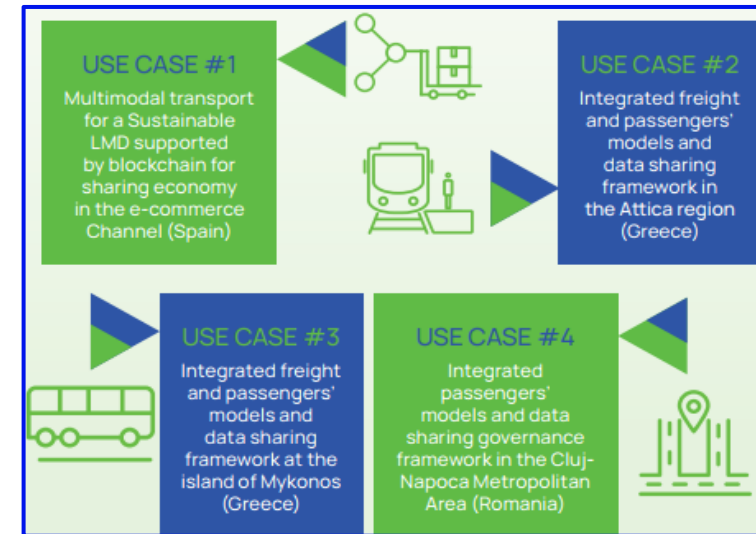 USE CASE #1
Multimodal transport
for a Sustainable
LMD supported
by blockchain for
sharing economy
in the e-commerce
Channel (Spain)
USE CASE #2
Integrated freight
and passengers'
models and
data sharing
framework in
the Attica region
(Greece)
USE CASE #3
Integrated freight
and passengers'
models and
data sharing
framework at the
island of Mykonos
(Greece)
USE CASE #4
Integrated
passengers'
models and data
sharing governance
framework in the Cluj-
Napoca Metropolitan
Area (Romania)